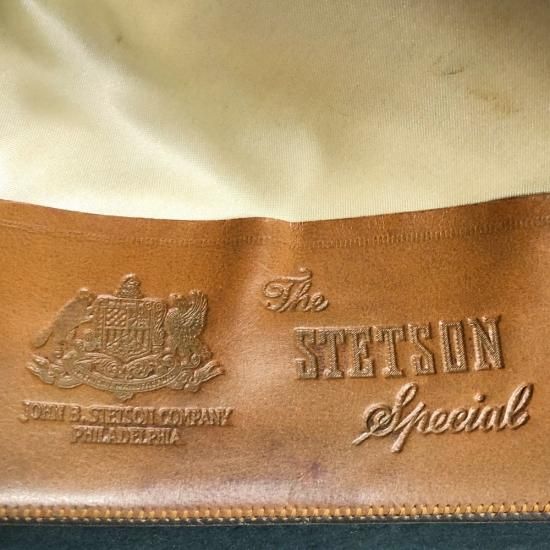 JOHN B. STETSON COMPANY
PHILADELPHIA
The
STETSON
Special